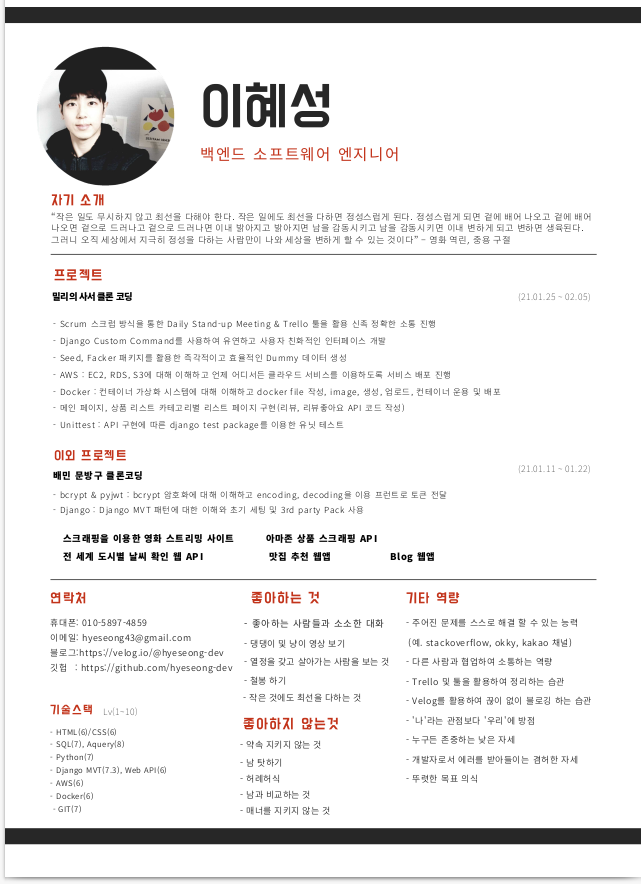 이혜성
백엔드 소프트웨어 엔지니어
자기 소개
“작은 일도 무시하지 않고 최선을 다해야 한다. 작은 일에도 최선을 다하면 정성스럽게 된다. 정성스럽게 되면 겉에 배어 나오고 겉에 배어
나오면 겉으로 드러나고 겉으로 드러나면 이내 밝아지고 밝아지면 남을 감동시키고 남을 감동시키면 이내 변하게 되고 변하면 생육된다.
그러니 오직 세상에서 지극히 정성을 다하는 사람만이 나와 세상을 변하게 할 수 있는 것이다” – 영화 역린, 중용 구절
프로젝트
밀리의 사서 클론 코딩 (21.01.25 ~ 02.05)
- Scrum 스크럼 방식을 통한 Daily Stand-up Meeting & Trello 툴을 활용 신족 정확한 소통 진행
- Django Custom Command를 사용하여 유연하고 사용자 친화적인 인터페이스 개발
- Seed, Facker 패키지를 활용한 즉각적이고 효율적인 Dummy 데이터 생성
- AWS : EC2, RDS, S3에 대해 이해하고 언제 어디서든 클라우드 서비스를 이용하도록 서비스 배포 진행
- Docker : 컨테이너 가상화 시스템에 대해 이해하고 docker file 작성, image, 생성, 업로드, 컨테이너 운용 및 배포
- 메인 페이지, 상품 리스트 카테고리별 리스트 페이지 구현(리뷰, 리뷰좋아요 API 코드 작성)
- Unittest : API 구현에 따른 django test package를 이용한 유닛 테스트
이외 프로젝트
배민 문방구 클론코딩 (21.01.11 ~ 01.22)
- bcrypt & pyjwt : bcrypt 암호화에 대해 이해하고 encoding, decoding을 이용 프런트로 토큰 전달
- Django : Django MVT 패턴에 대한 이해와 초기 세팅 및 3rd party Pack 사용
스크래핑을 이용한 영화 스트리밍 사이트 아마존 상품 스크래핑 API
전 세계 도시별 날씨 확인 웹 API 맛집 추천 웹앱 Blog 웹앱
연락처
휴대폰: 010-5897-4859
이메일: hyeseong43@gmail.com
블로그:https://velog.io/@hyeseong-dev
깃헙 : https://github.com/hyeseong-dev
기술스택 Lv(1~10)
- HTML(6)/CSS(6)
- SQL(7), Aquery(8)
- Python(7)
- Django MVT(7.3), Web API(6)
- AWS(6)
- Docker(6)
- GIT(7)
좋아하는 것
- 좋아하는 사람들과 소소한 대화
- 댕댕이 및 냥이 영상 보기
- 열정을 갖고 살아가는 사람을 보는 것
- 철봉 하기
- 작은 것에도 최선을 다하는 것
좋아하지 않는것
- 약속 지키지 않는 것
- 남 탓하기
- 허례허식
- 남과 비교하는 것
- 매너를 지키지 않는 것
기타 역량
- 주어진 문제를 스스로 해결 할 수 있는 능력
(예. stackoverflow, okky, kakao 채널)
- 다른 사람과 협업하여 소통하는 역량
- Trello 및 툴을 활용하여 정리하는 습관
- Velog를 활용하여 끊이 없이 블로깅 하는 습관
- '나'라는 관점보다 '우리'에 방점
- 누구든 존중하는 낮은 자세
- 개발자로서 에러를 받아들이는 겸허한 자세
- 뚜렷한 목표 의식